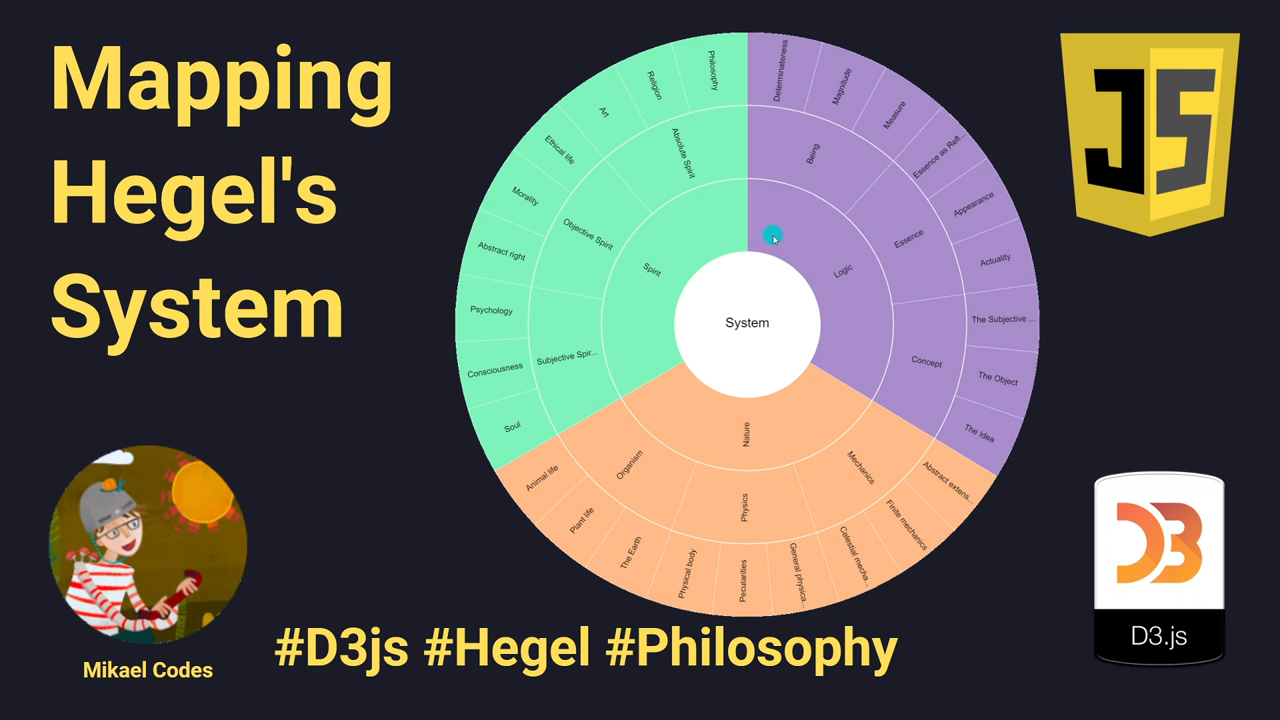 Mapping
Hegel's
System
JS
System
Logic
Nature
Spirit
Being
Essence
Concept
Mechanics
Physics
Organism
Subjective Spir...
Objective Spirit
Absolute Spirit
Determinateness
Magnitude
Measure
Essence as Refl...
Appearance
Actuality
The Subjective ...
The Object
The Idea
Abstract extens...
Finite mechanics
Celestial mecha...
General physica...
Pecularities
Physical body
The Earth
Plant life
Animal life
Soul
Consciousness
Psychology
Abstract right
Morality
Ethical life
Art
Religion
Philosophy
D3
D3.js
Mikael Codes
#D3js #Hegel #Philosophy